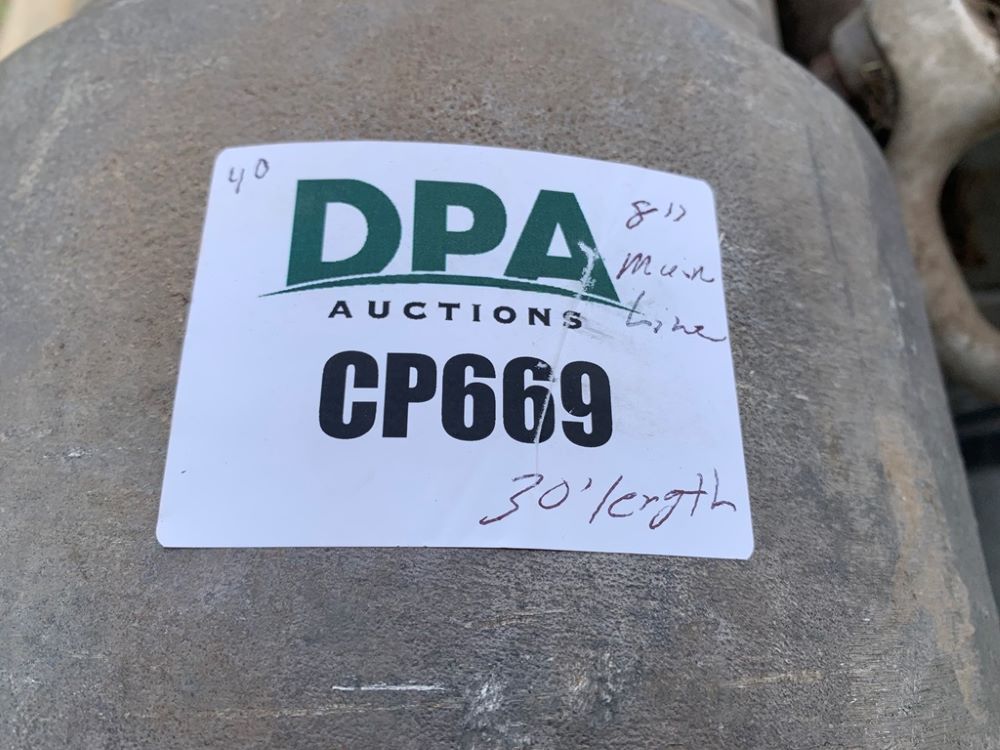 40
DPA
AUCTIONS
8"
Main
Line
CP669
30' length